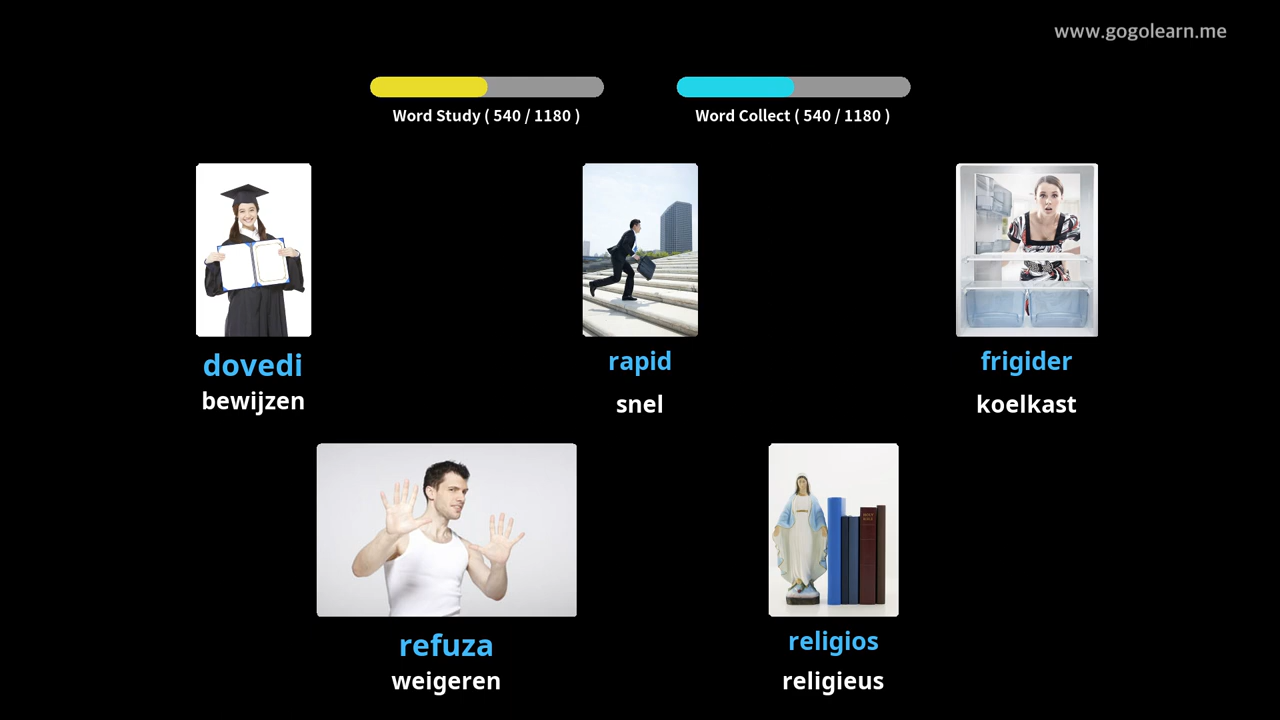 www.gogolearn.me
Word Study ( 540 / 1180 )
Word Collect ( 540 / 1180 )
dovedi
bewijzen
rapid
snel
frigider
koelkast
refuza
weigeren
religios
religieus